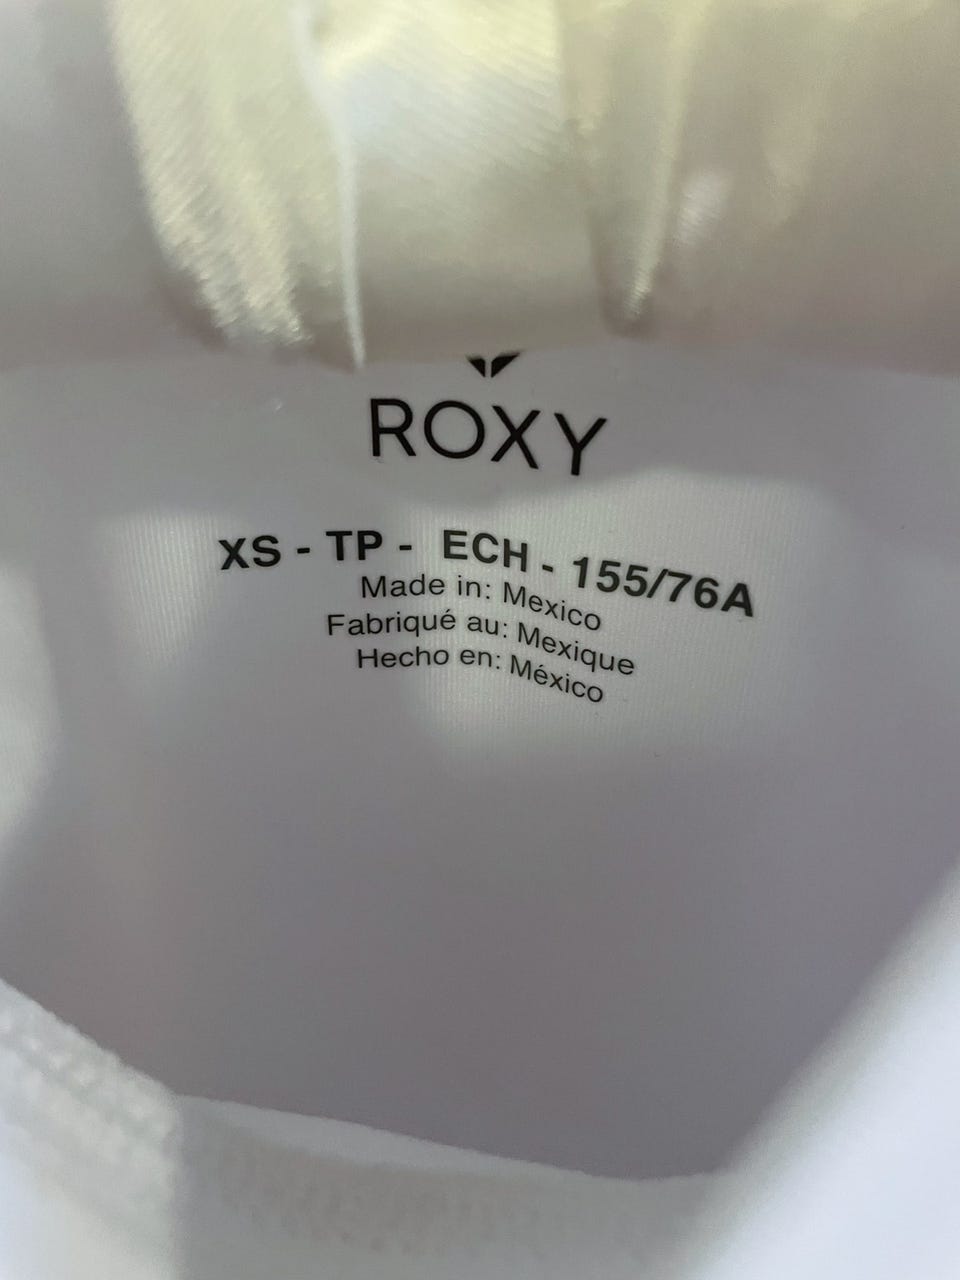 ROXY
XS - TP - ECH - 155/76A
Made in: Mexico
Fabriqué au: Mexique
Hecho en: México